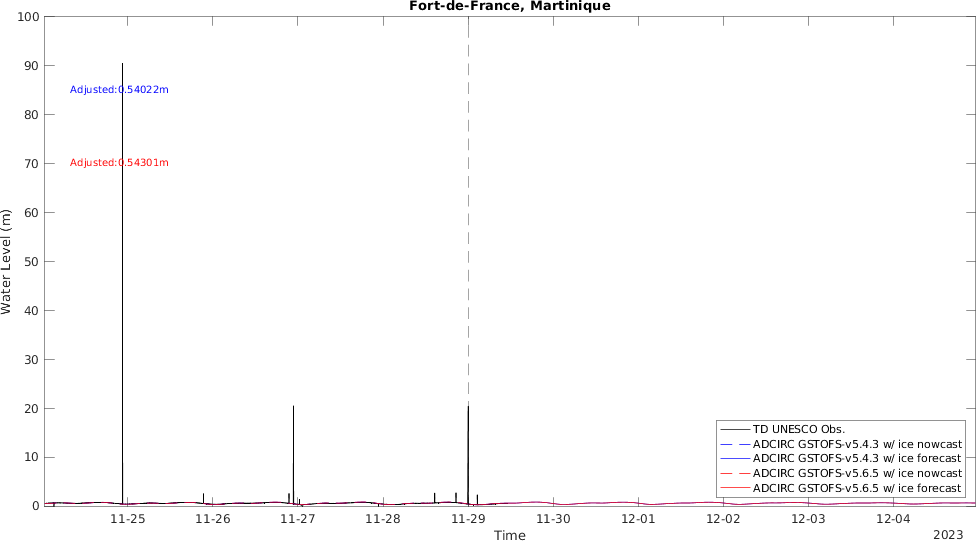 Fort-de-France, Martinique
100
90
80
70
60
50
40
30
20
10
0
Water Level (m)
Adjusted:0.54022m
Adjusted:0.54301m
TD UNESCO Obs.
ADCIRC GSTOFS-v5.4.3 w/ ice nowcast
ADCIRC GSTOFS-v5.4.3 w/ ice forecast
ADCIRC GSTOFS-v5.6.5 w/ ice nowcast
ADCIRC GSTOFS-v5.6.5 w/ ice forecast
11-25 11-26 11-27 11-28 11-29 11-30 12-01 12-02 12-03 12-04
Time
2023